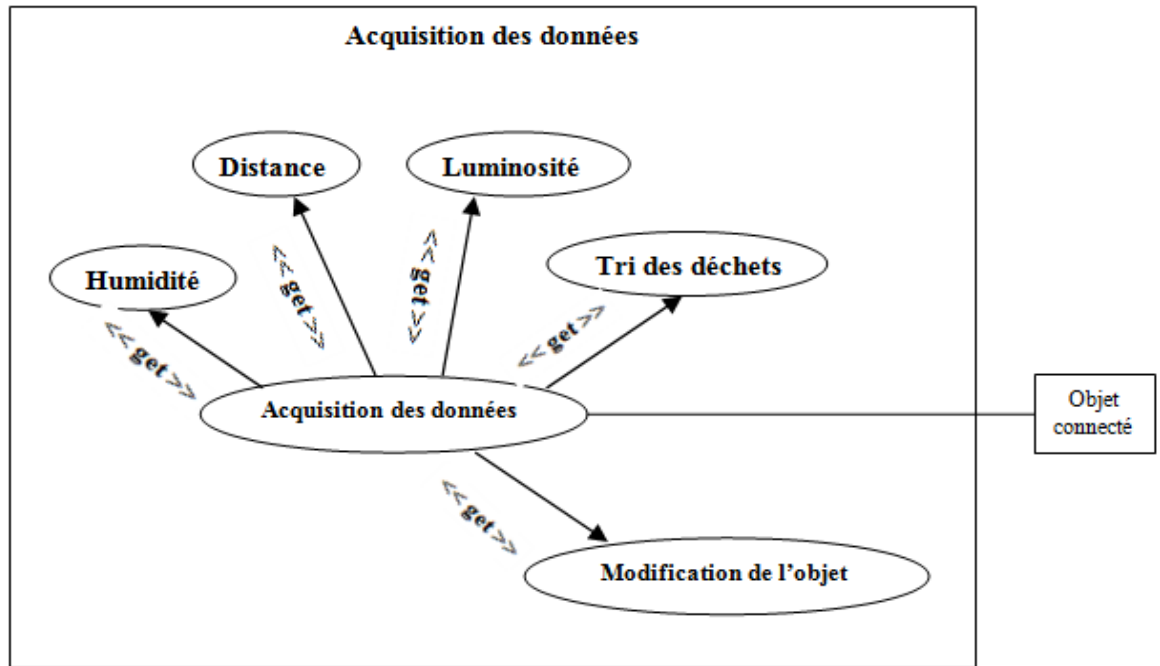 Acquisition des données
Distance
Luminosité
Humidité
Tri des déchets
<<get>>
<<get>>
<<get>>
<<get>>
Acquisition des données
Objet
connecté
<<get>>
Modification de l'objet